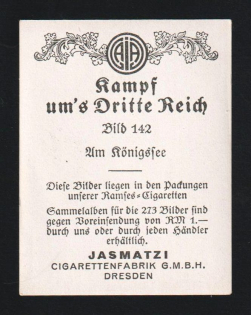 Kampf
um's Dritte Reich
Bild 142
Am Königssee
Diese Bilder liegen in den Packungen
unserer Ramses-Cigaretten
Sammelalben für die 273 Bilder sind
gegen Voreinsendung von RM 1.—
durch uns oder durch jeden Händler
erhältlich.
JASMATZI
CIGARETTENFABRIK G.M.B.H.
DRESDEN